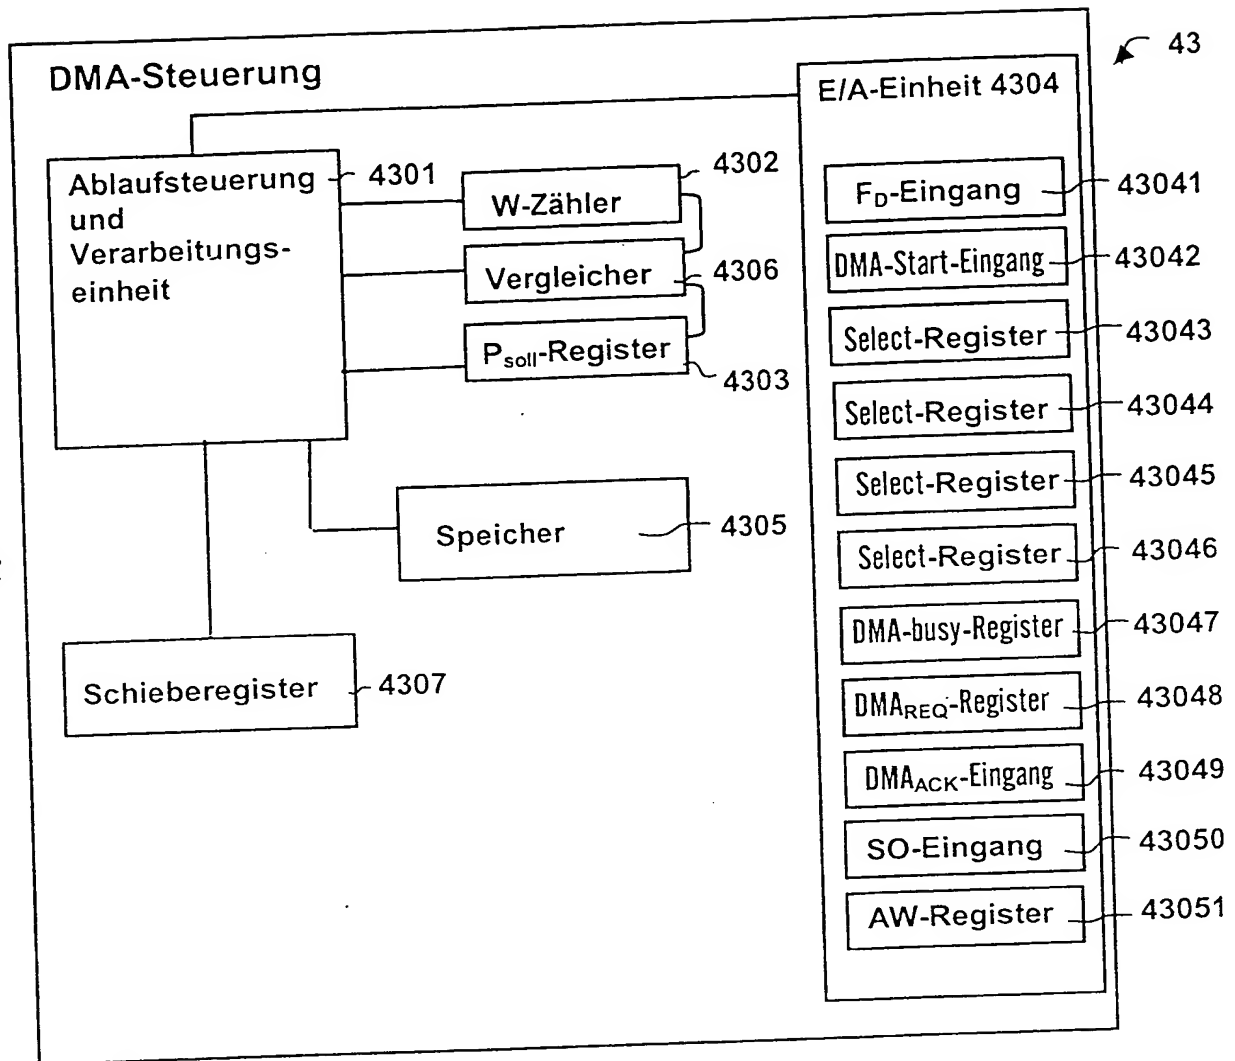 43
DMA-Steuerung
E/A-Einheit 4304
Ablaufsteuerung
und
Verarbeitungs-
einheit
4301
W-Zähler
4302
Vergleicher
4306
Psoll-Register
4303
Speicher
4305
Schieberegister
4307
FD-Eingang
43041
DMA-Start-Eingang
43042
Select-Register
43043
Select-Register
43044
Select-Register
43045
Select-Register
43046
DMA-busy-Register
43047
DMAREQ-Register
43048
DMAACK-Eingang
43049
SO-Eingang
43050
AW-Register
43051